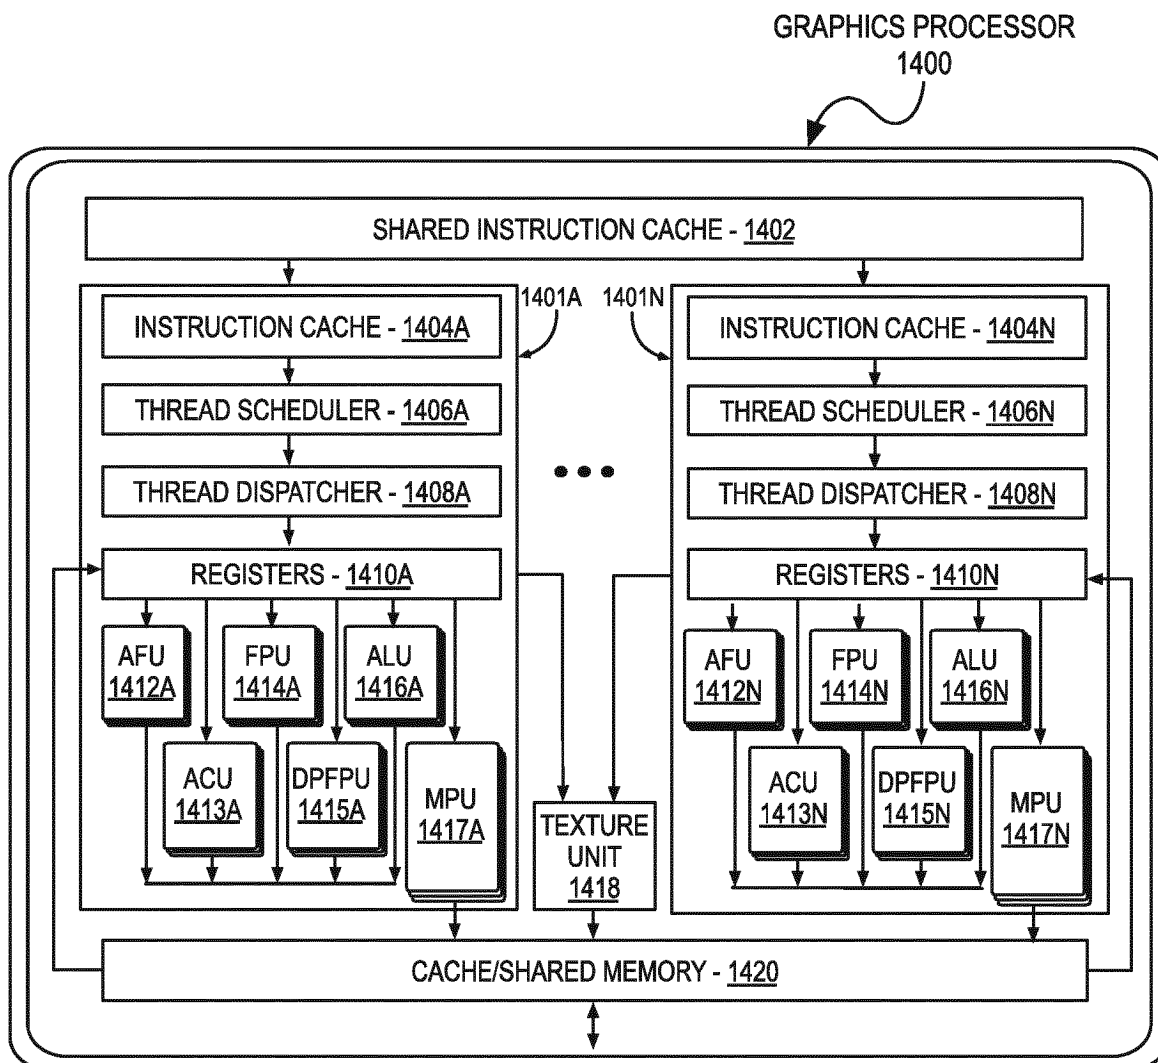 GRAPHICS PROCESSOR
1400
SHARED INSTRUCTION CACHE - 1402
1401A
1401N
INSTRUCTION CACHE - 1404A
THREAD SCHEDULER - 1406A
THREAD DISPATCHER - 1408A
REGISTERS - 1410A
AFU
1412A
FPU
1414A
ALU
1416A
ACU
1413A
DPFPU
1415A
MPU
1417A
INSTRUCTION CACHE - 1404N
THREAD SCHEDULER - 1406N
THREAD DISPATCHER - 1408N
REGISTERS - 1410N
AFU
1412N
FPU
1414N
ALU
1416N
ACU
1413N
DPFPU
1415N
MPU
1417N
TEXTURE
UNIT
1418
CACHE/SHARED MEMORY - 1420